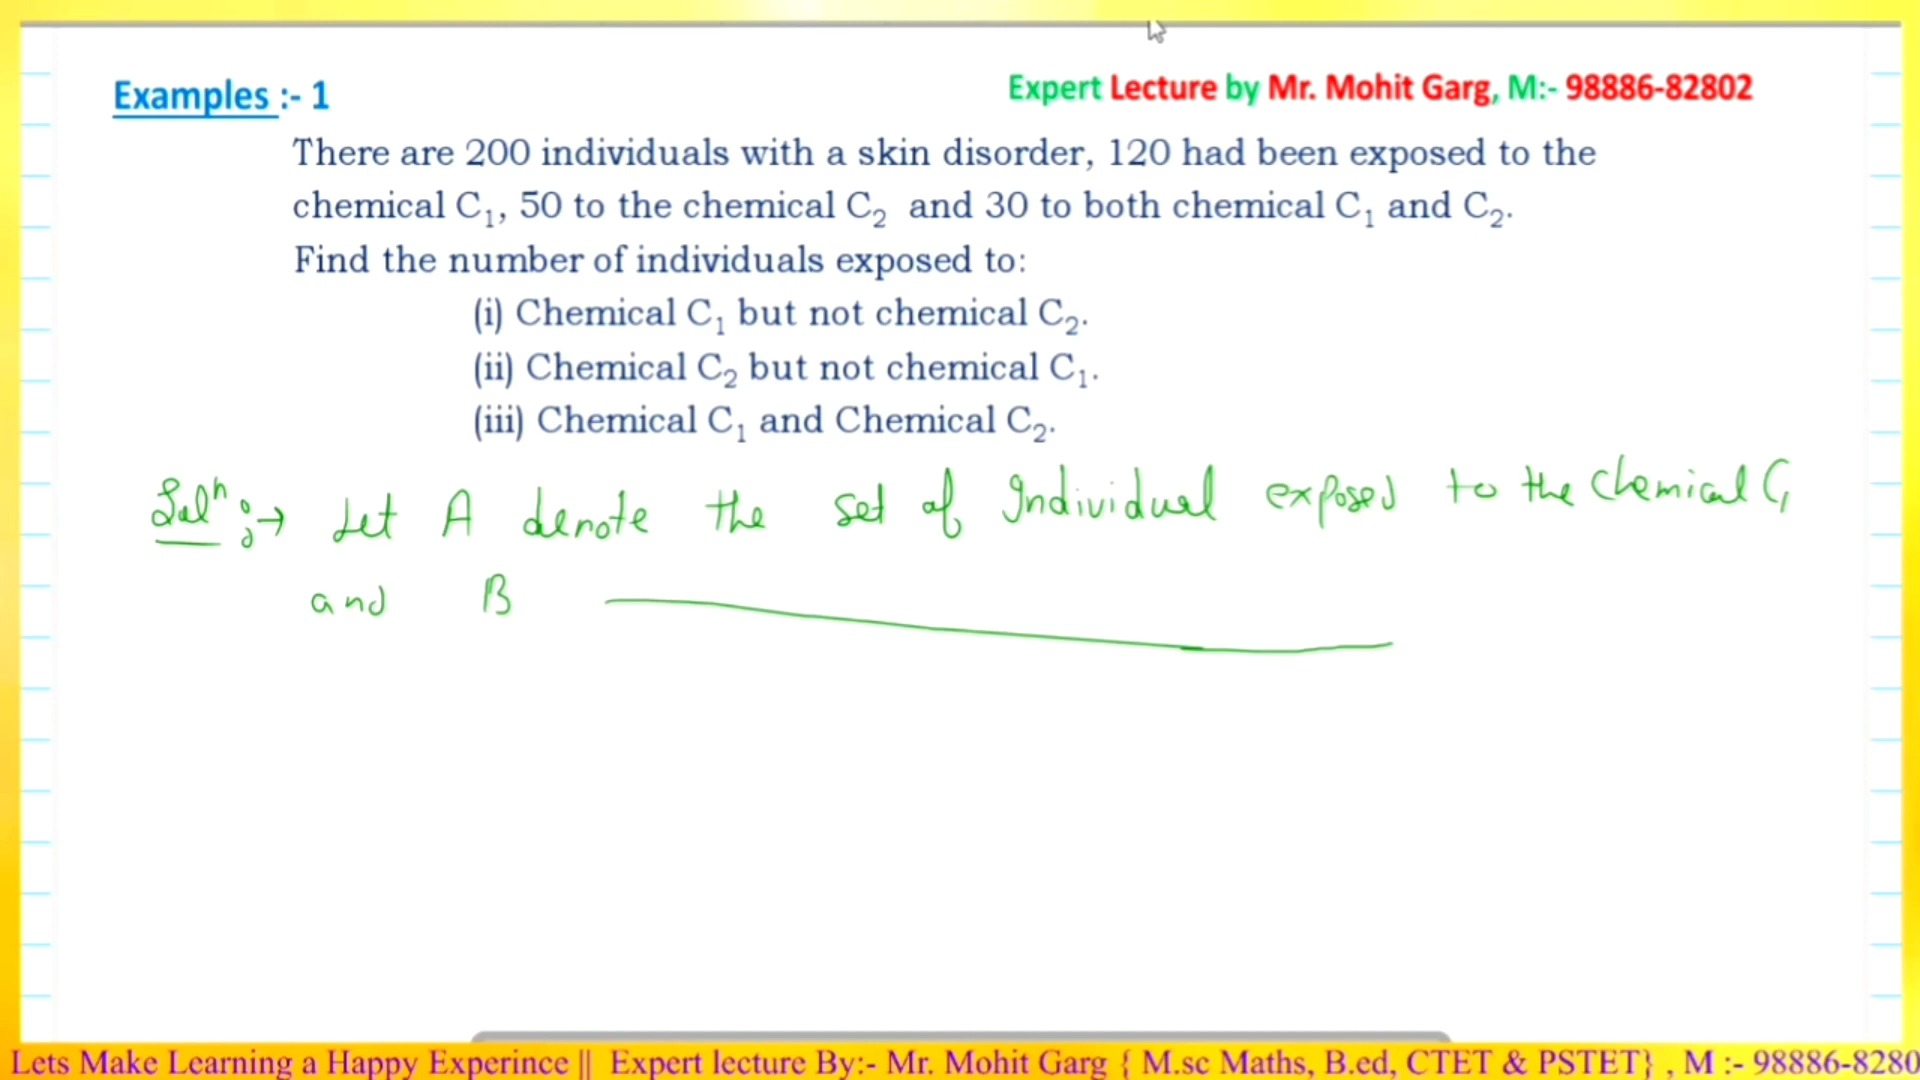 Examples :- 1
Expert Lecture by Mr. Mohit Garg, M:- 98886-82802
There are 200 individuals with a skin disorder, 120 had been exposed to the
chemical C₁, 50 to the chemical C₂ and 30 to both chemical C₁ and C₂.
Find the number of individuals exposed to:
(i) Chemical C₁ but not chemical C₂.
(ii) Chemical C₂ but not chemical C₁.
(iii) Chemical C₁ and Chemical C₂.
Solⁿ :→ Let A denote the set of Individual exposed to the Chemical C₁
and B
Lets Make Learning a Happy Experince || Expert lecture By:- Mr. Mohit Garg { M.sc Maths, B.ed, CTET & PSTET} , M :- 98886-8280